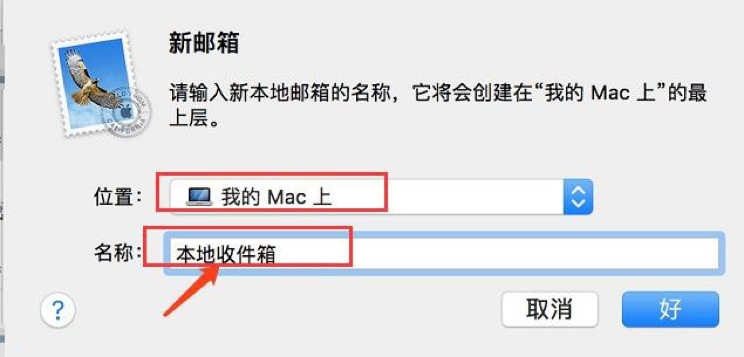 新邮箱
请输入新本地邮箱的名称，它将会创建在“我的 Mac 上”的最
上层。
位置： 我的 Mac 上
名称： 本地收件箱
? 取消 好